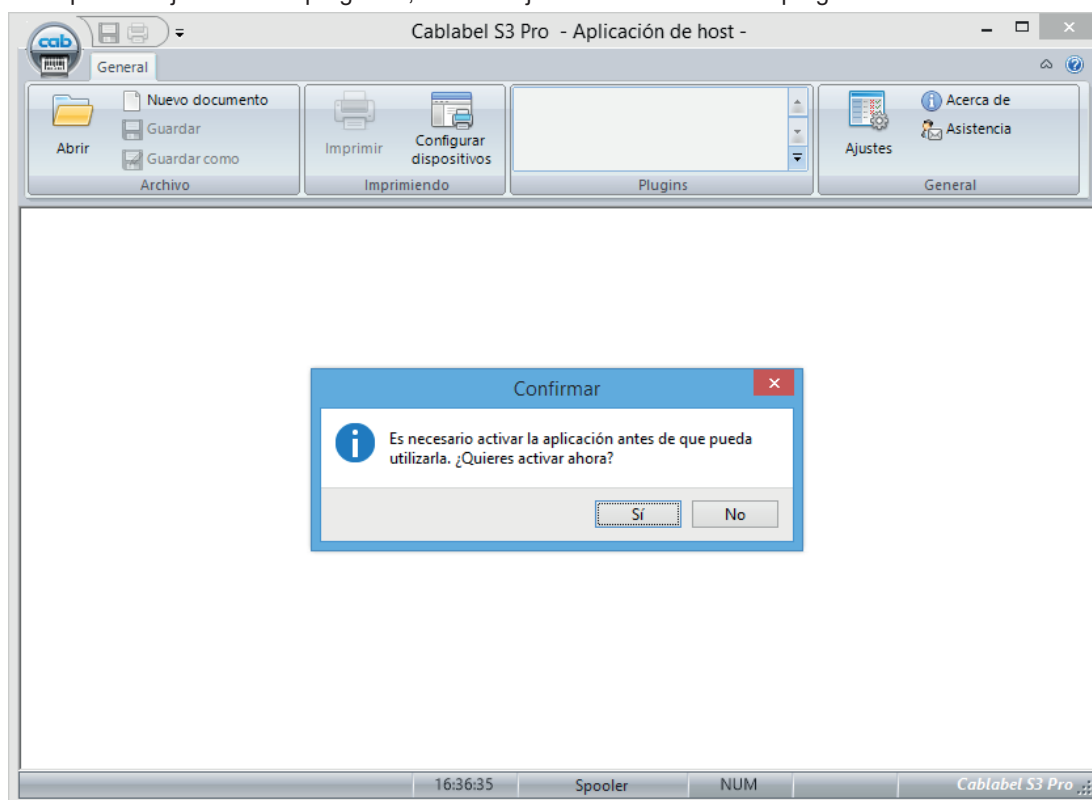 cab
Cablabel S3 Pro - Aplicación de host -
General
Abrir
Nuevo documento
Guardar
Guardar como
Archivo
Imprimir
Configurar
dispositivos
Imprimiendo
Plugins
Ajustes
Acerca de
Asistencia
General
Confirmar
Es necesario activar la aplicación antes de que pueda
utilizarla. ¿Quieres activar ahora?
Sí
No
16:36:35
Spooler
NUM
Cablabel S3 Pro